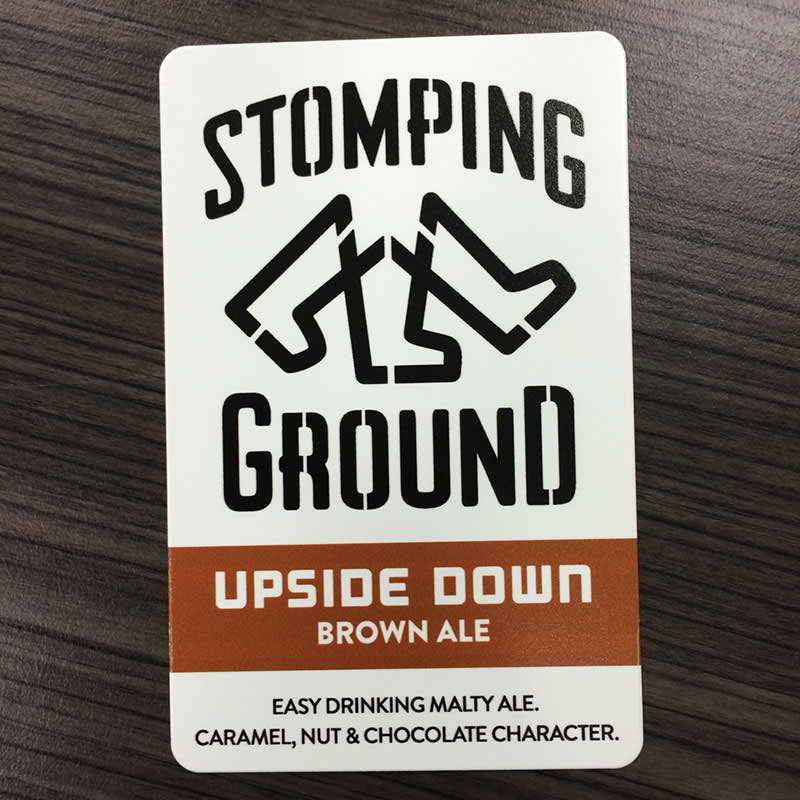 STOMPING
GROUND
UPSIDE DOWN
BROWN ALE
EASY DRINKING MALTY ALE.
CARAMEL, NUT & CHOCOLATE CHARACTER.